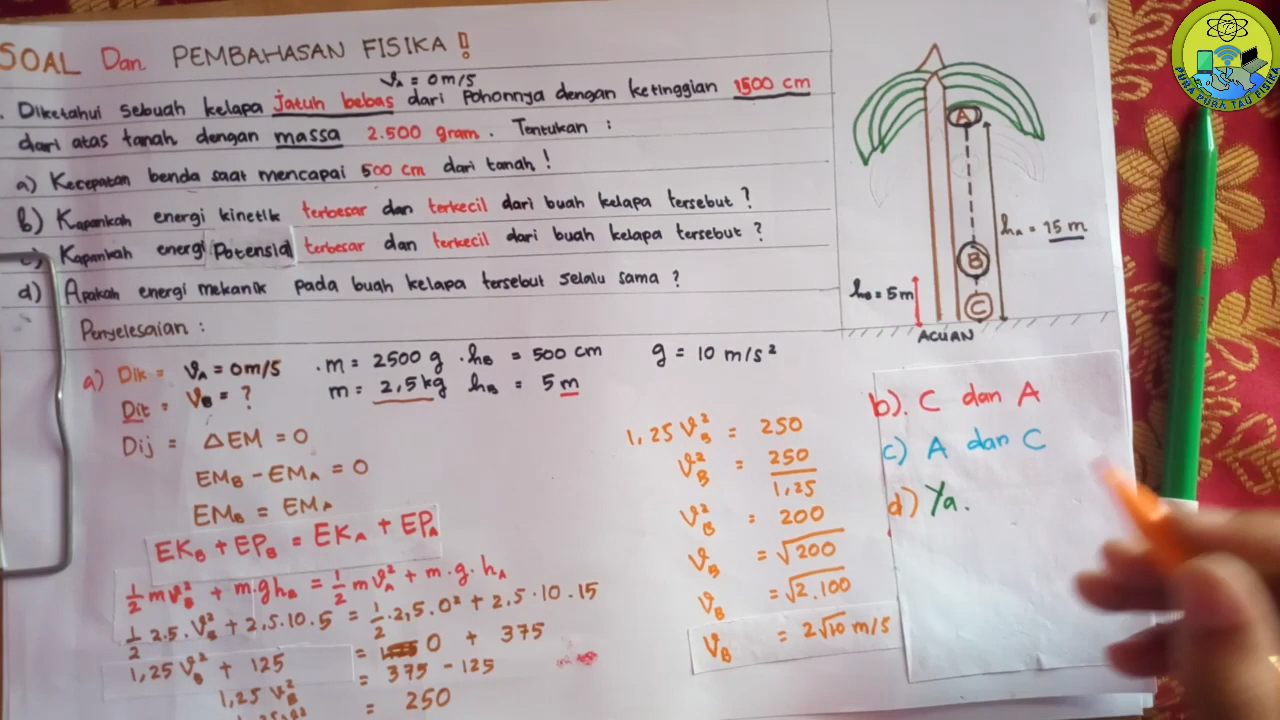 SOAL Dan PEMBAHASAN FISIKA!
vA = 0 m/s
. Diketahui sebuah kelapa jatuh bebas dari Pohonnya dengan ketinggian 1500 cm
dari atas tanah dengan massa 2.500 gram. Tentukan :
a) Kecepatan benda saat mencapai 500 cm dari tanah!
b) Kapankah energi kinetik terbesar dan terkecil dari buah kelapa tersebut?
c) Kapankah energi Potensial terbesar dan terkecil dari buah kelapa tersebut?
d) Apakah energi mekanik pada buah kelapa tersebut selalu sama?
Penyelesaian :
a) Dik = vA = 0 m/s . m = 2500 g . hB = 500 cm g = 10 m/s²
m = 2,5 kg hB = 5 m
Dit = vB = ?
Dij = ΔEM = 0
EMB - EMA = 0
EMB = EMA
EKB + EPB = EKA + EPA
½ mvB² + m.g hB = ½ mvA² + m.g.hA
½ 2.5.vB² + 2,5.10.5 = ½.2,5.0² + 2,5.10.15
1,25 vB² + 125 = 0 + 375
1,25 vB² = 375 - 125
= 250
1,25 vB² = 250
vB² = 250/1,25
vB² = 200
vB = √200
vB = √2.100
vB = 2√10 m/s
b). C dan A
c) A dan C
d) Ya.
A
B
C
hA = 15 m
hB = 5 m
ACUAN
PURA PURA TAU FISIKA